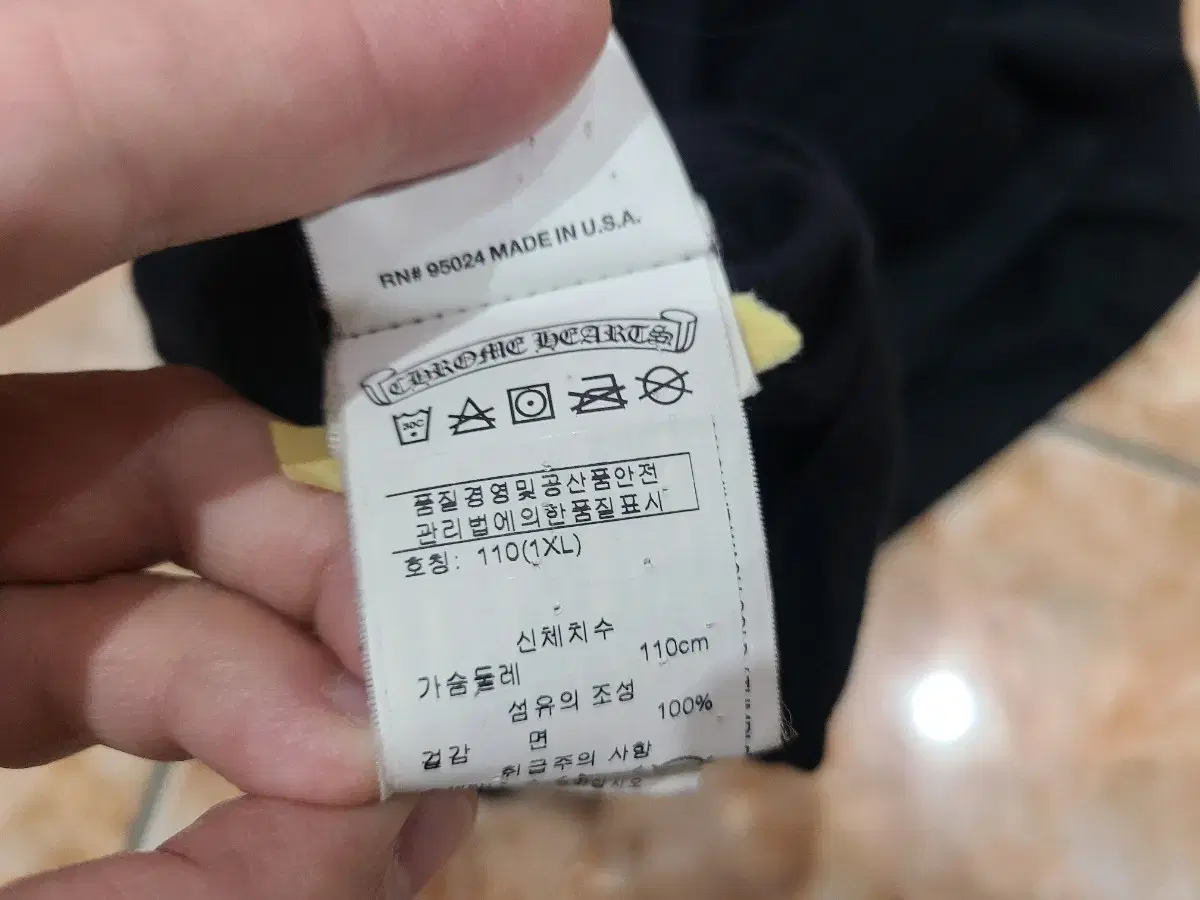 RN# 95024 MADE IN U.S.A.
CHROME HEARTS
30C
품질경영및공산품안전
관리법에의한품질표시
호칭: 110(1XL)
신체치수
가슴둘레 110cm
섬유의 조성
겉감 면 100%
취급주의 사항